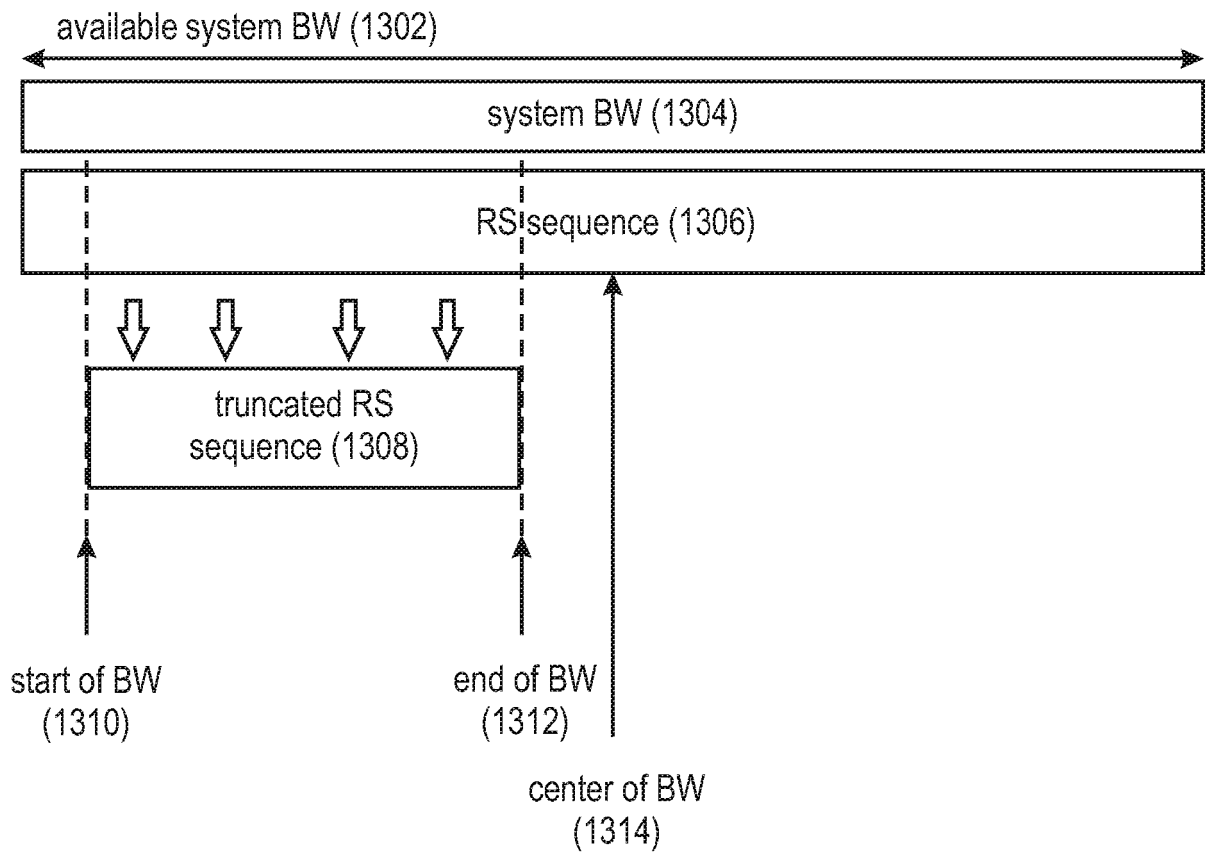 available system BW (1302)
system BW (1304)
RS sequence (1306)
truncated RS
sequence (1308)
start of BW
(1310)
end of BW
(1312)
center of BW
(1314)